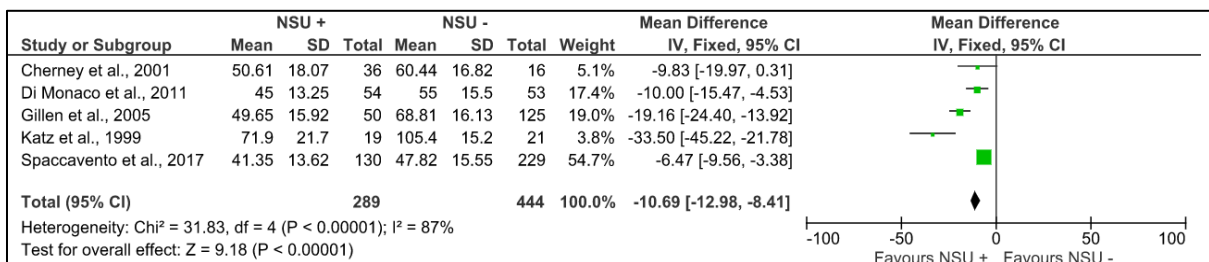 NSU + NSU - Mean Difference Mean Difference
Study or Subgroup Mean SD Total Mean SD Total Weight IV, Fixed, 95% CI IV, Fixed, 95% CI
Cherney et al., 2001 50.61 18.07 36 60.44 16.82 16 5.1% -9.83 [-19.97, 0.31]
Di Monaco et al., 2011 45 13.25 54 55 15.5 53 17.4% -10.00 [-15.47, -4.53]
Gillen et al., 2005 49.65 15.92 50 68.81 16.13 125 19.0% -19.16 [-24.40, -13.92]
Katz et al., 1999 71.9 21.7 19 105.4 15.2 21 3.8% -33.50 [-45.22, -21.78]
Spaccavento et al., 2017 41.35 13.62 130 47.82 15.55 229 54.7% -6.47 [-9.56, -3.38]
Total (95% CI) 289 444 100.0% -10.69 [-12.98, -8.41]
Heterogeneity: Chi² = 31.83, df = 4 (P < 0.00001); I² = 87%
Test for overall effect: Z = 9.18 (P < 0.00001)
-100 -50 0 50 100
Favours NSU + Favours NSU -